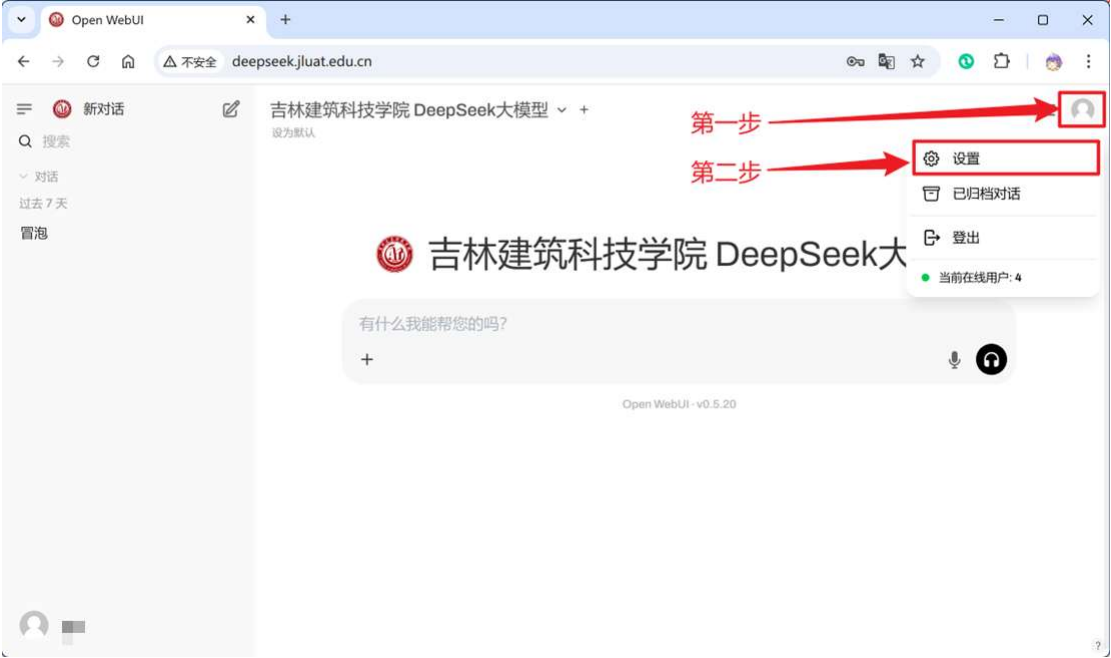 Open WebUI
不安全
deepseek.jluat.edu.cn
新对话
搜索
对话
过去 7 天
冒泡
吉林建筑科技学院 DeepSeek大模型
设为默认
第一步
第二步
设置
已归档对话
登出
当前在线用户: 4
吉林建筑科技学院 DeepSeek大
有什么我能帮您的吗?
Open WebUI · v0.5.20
?